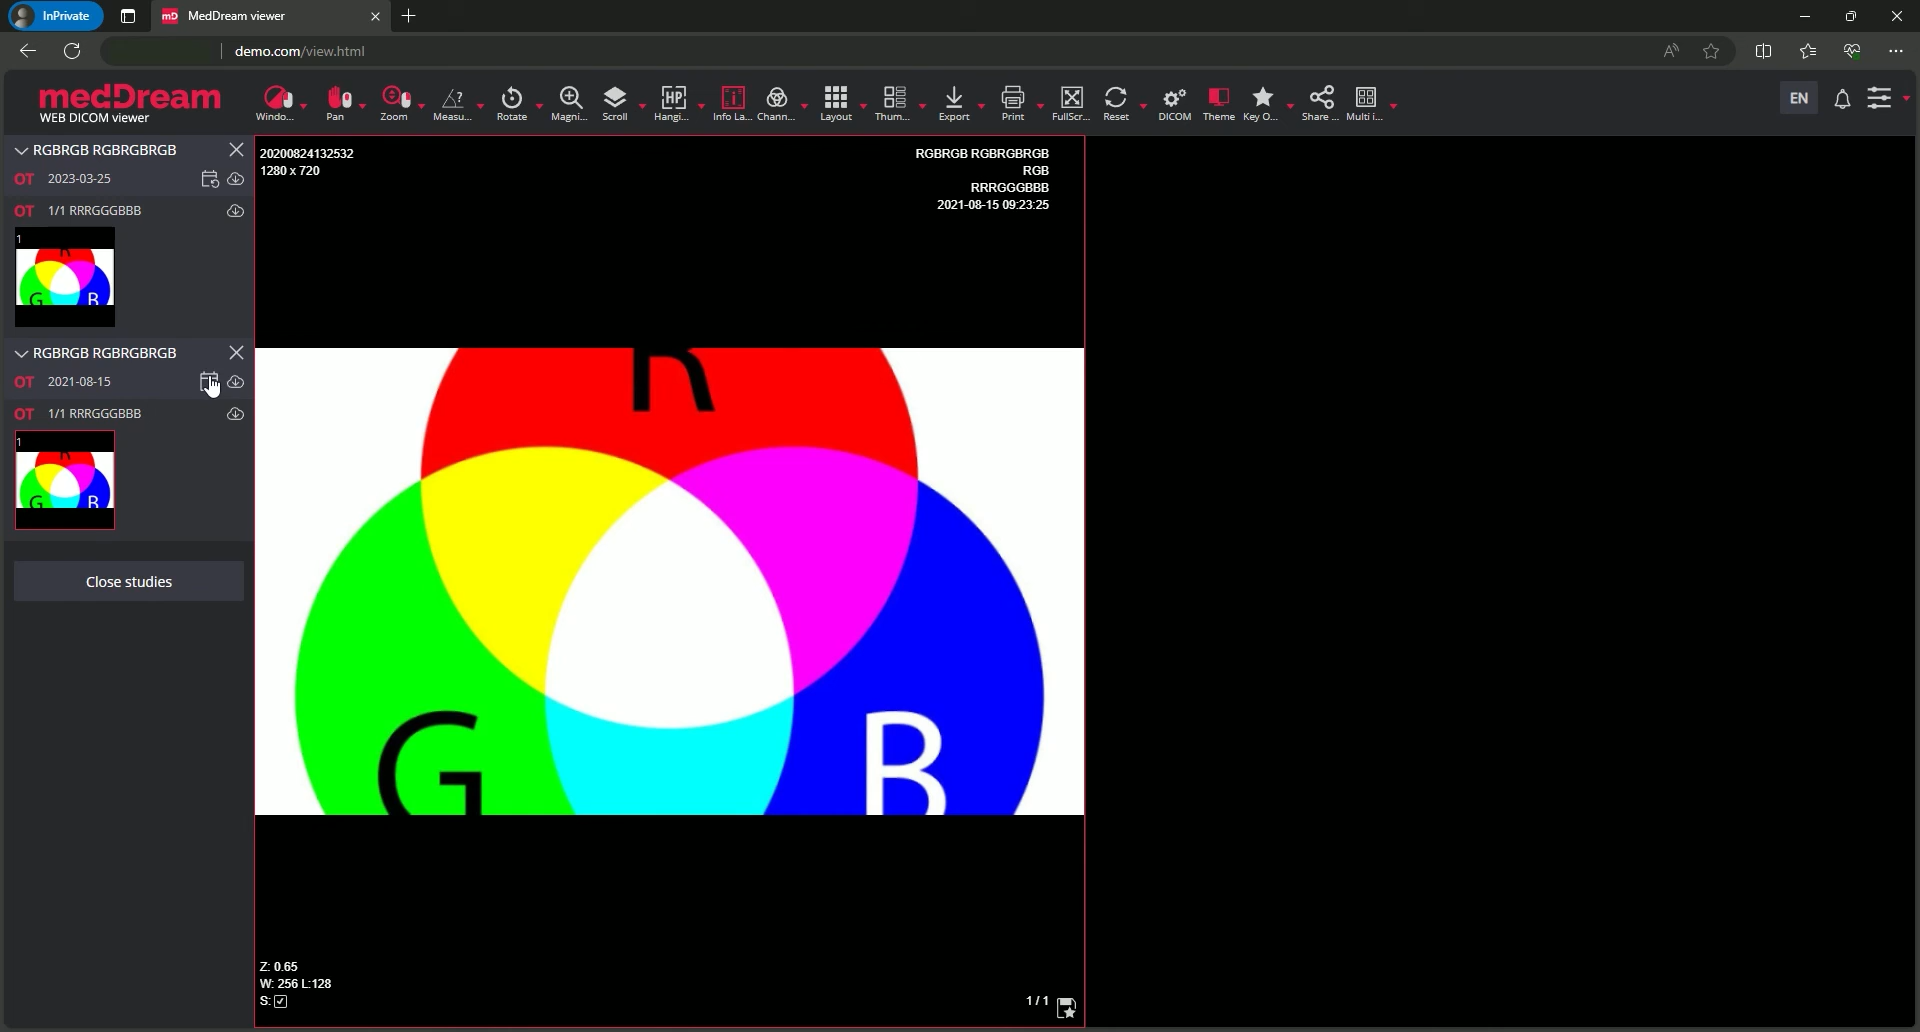 InPrivate
mD MedDream viewer
demo.com/view.html
medDream
WEB DICOM viewer
Windo...
Pan
Zoom
Measu...
Rotate
Magni...
Scroll
HP
Hangi...
Info La...
Chann...
Layout
Thum...
Export
Print
FullScr...
Reset
DICOM
Theme
Key O...
Share ...
Multi i...
EN
RGBRGB RGBRGBRGB
OT 2023-03-25
OT 1/1 RRRGGGBBB
1
R
G B
RGBRGB RGBRGBRGB
OT 2021-08-15
OT 1/1 RRRGGGBBB
1
R
G B
Close studies
20200824132532
1280 x 720
RGBRGB RGBRGBRGB
RGB
RRRGGGBBB
2021-08-15 09:23:25
R
G B
Z: 0.65
W: 256 L:128
S:
1 / 1